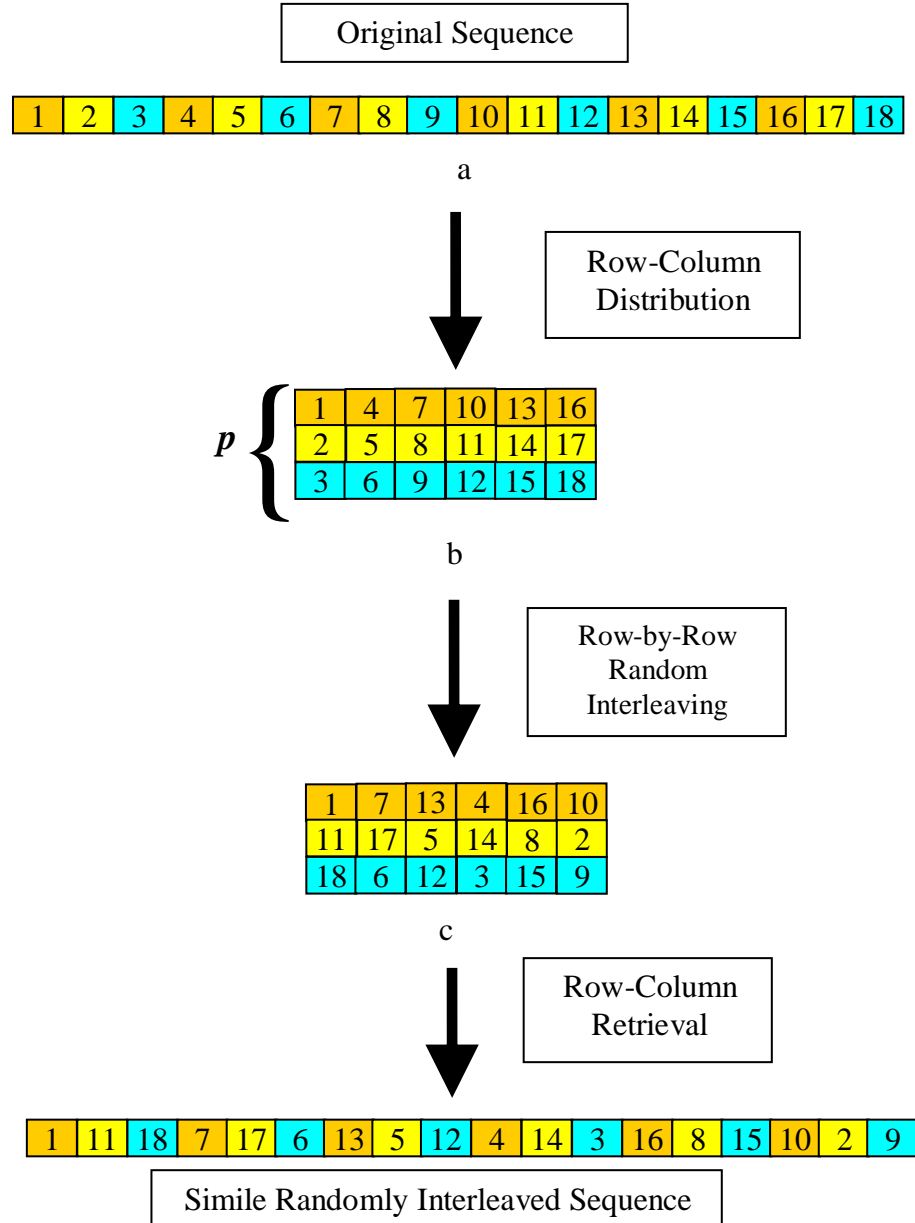 Original Sequence
1 2 3 4 5 6 7 8 9 10 11 12 13 14 15 16 17 18
a
Row-Column
Distribution
p
1 4 7 10 13 16
2 5 8 11 14 17
3 6 9 12 15 18
b
Row-by-Row
Random
Interleaving
1 7 13 4 16 10
11 17 5 14 8 2
18 6 12 3 15 9
c
Row-Column
Retrieval
1 11 18 7 17 6 13 5 12 4 14 3 16 8 15 10 2 9
Simile Randomly Interleaved Sequence